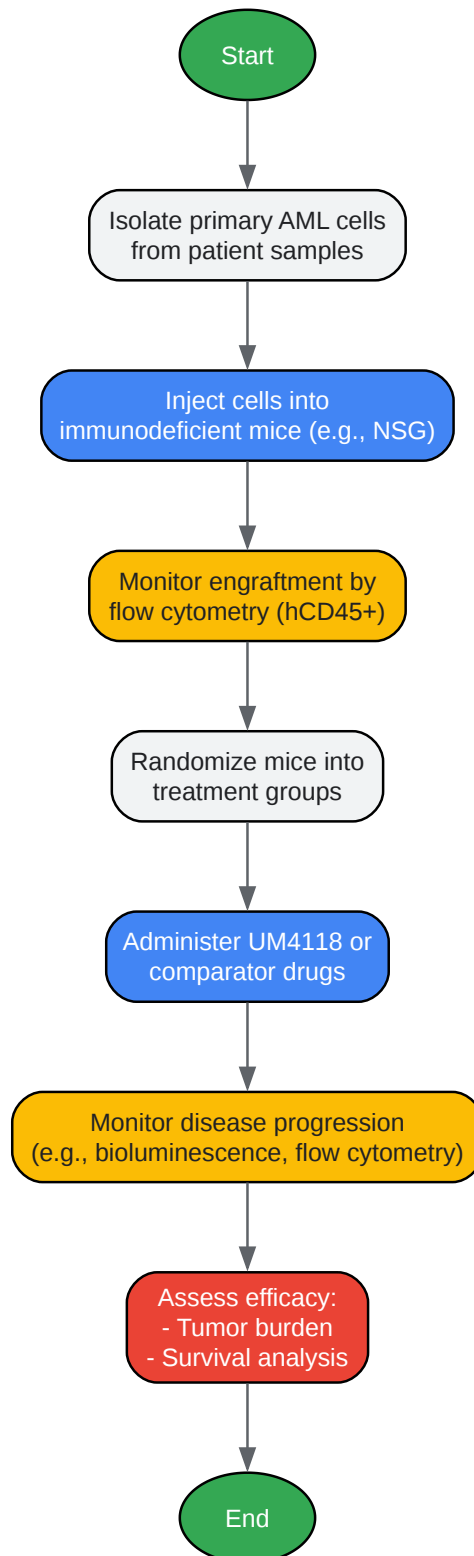 Start
Isolate primary AML cells
from patient samples
Inject cells into
immunodeficient mice (e.g., NSG)
Monitor engraftment by
flow cytometry (hCD45+)
Randomize mice into
treatment groups
Administer UM4118 or
comparator drugs
Monitor disease progression
(e.g., bioluminescence, flow cytometry)
Assess efficacy:
- Tumor burden
- Survival analysis
End